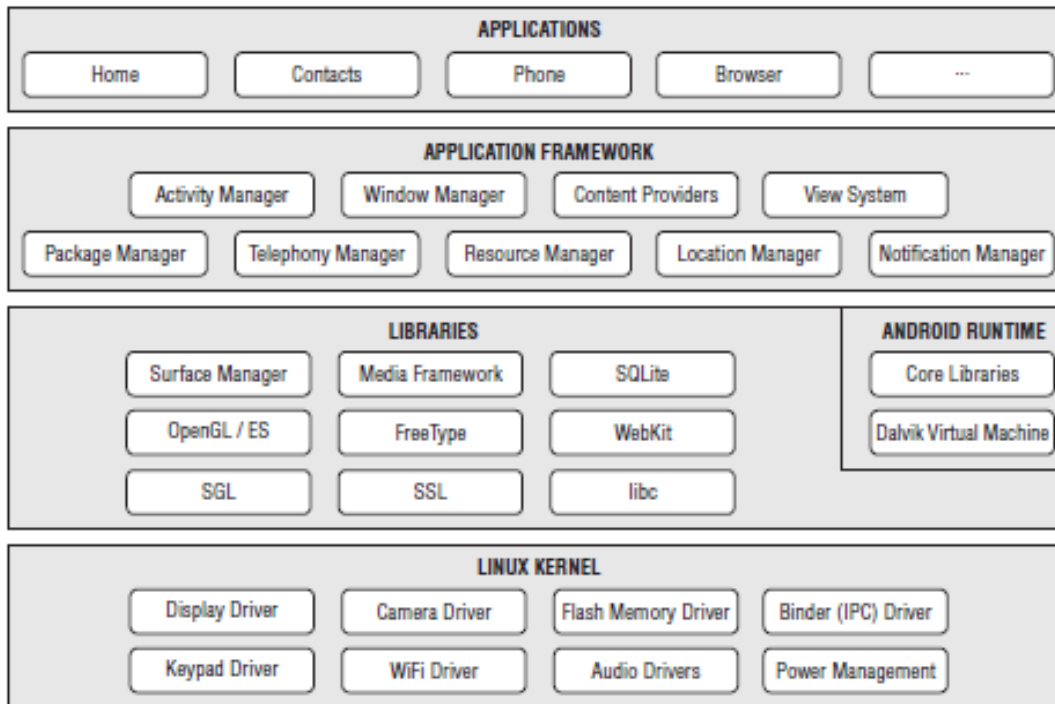 APPLICATIONS
Home Contacts Phone Browser ...
APPLICATION FRAMEWORK
Activity Manager Window Manager Content Providers View System
Package Manager Telephony Manager Resource Manager Location Manager Notification Manager
LIBRARIES ANDROID RUNTIME
Surface Manager Media Framework SQLite Core Libraries
OpenGL / ES FreeType WebKit Dalvik Virtual Machine
SGL SSL libc
LINUX KERNEL
Display Driver Camera Driver Flash Memory Driver Binder (IPC) Driver
Keypad Driver WiFi Driver Audio Drivers Power Management